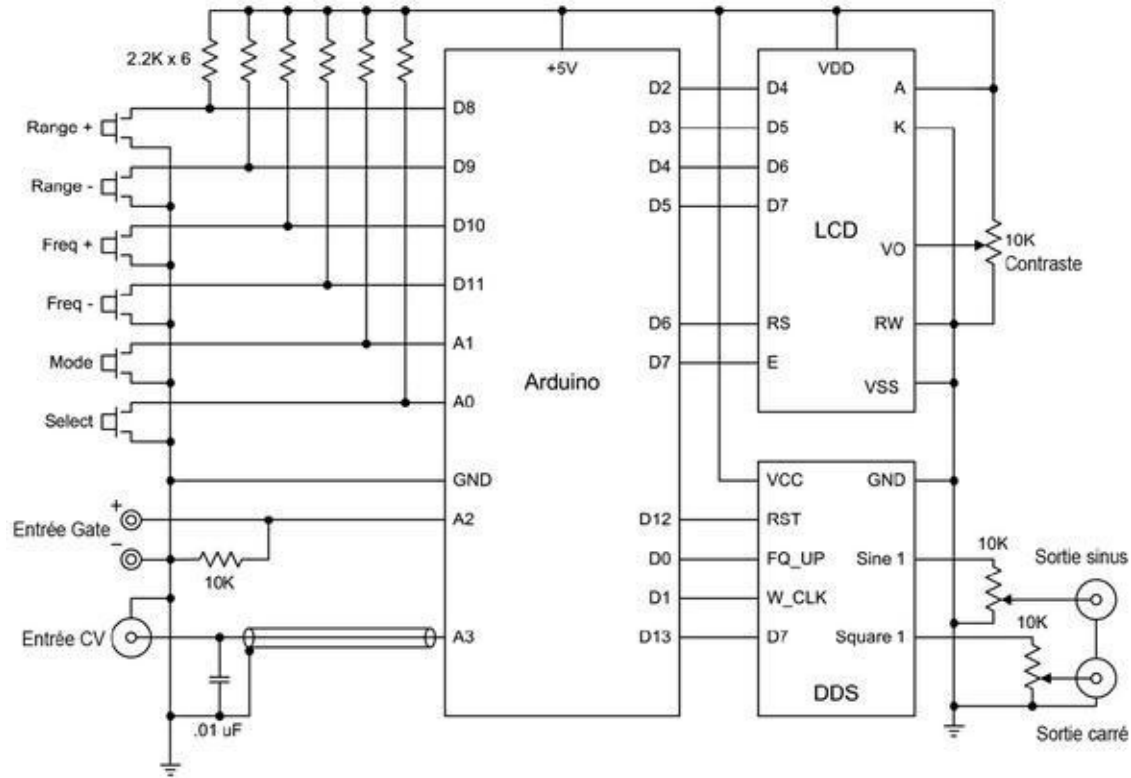 2.2K x 6
Range +
Range -
Freq +
Freq -
Mode
Select
+
Entrée Gate
−
10K
Entrée CV
.01 uF
+5V
D8
D9
D10
D11
A1
A0
GND
A2
A3
Arduino
D2
D3
D4
D5
D6
D7
D12
D0
D1
D13
VDD
D4
D5
D6
D7
RS
E
LCD
A
K
VO
RW
VSS
10K
Contraste
VCC
RST
FQ_UP
W_CLK
D7
GND
Sine 1
Square 1
DDS
10K
Sortie sinus
10K
Sortie carré